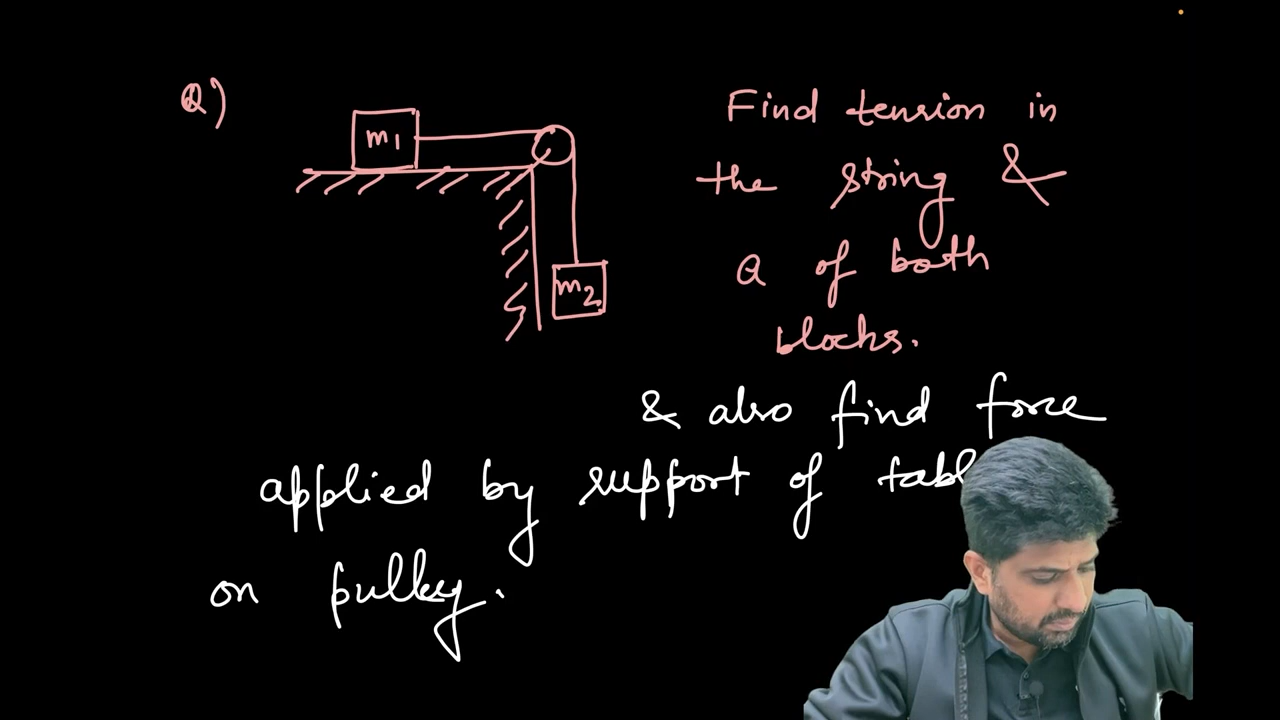 Q)
m1
m2
Find tension in
the string &
a of both
blocks.
& also find force
applied by support of
on pulley.